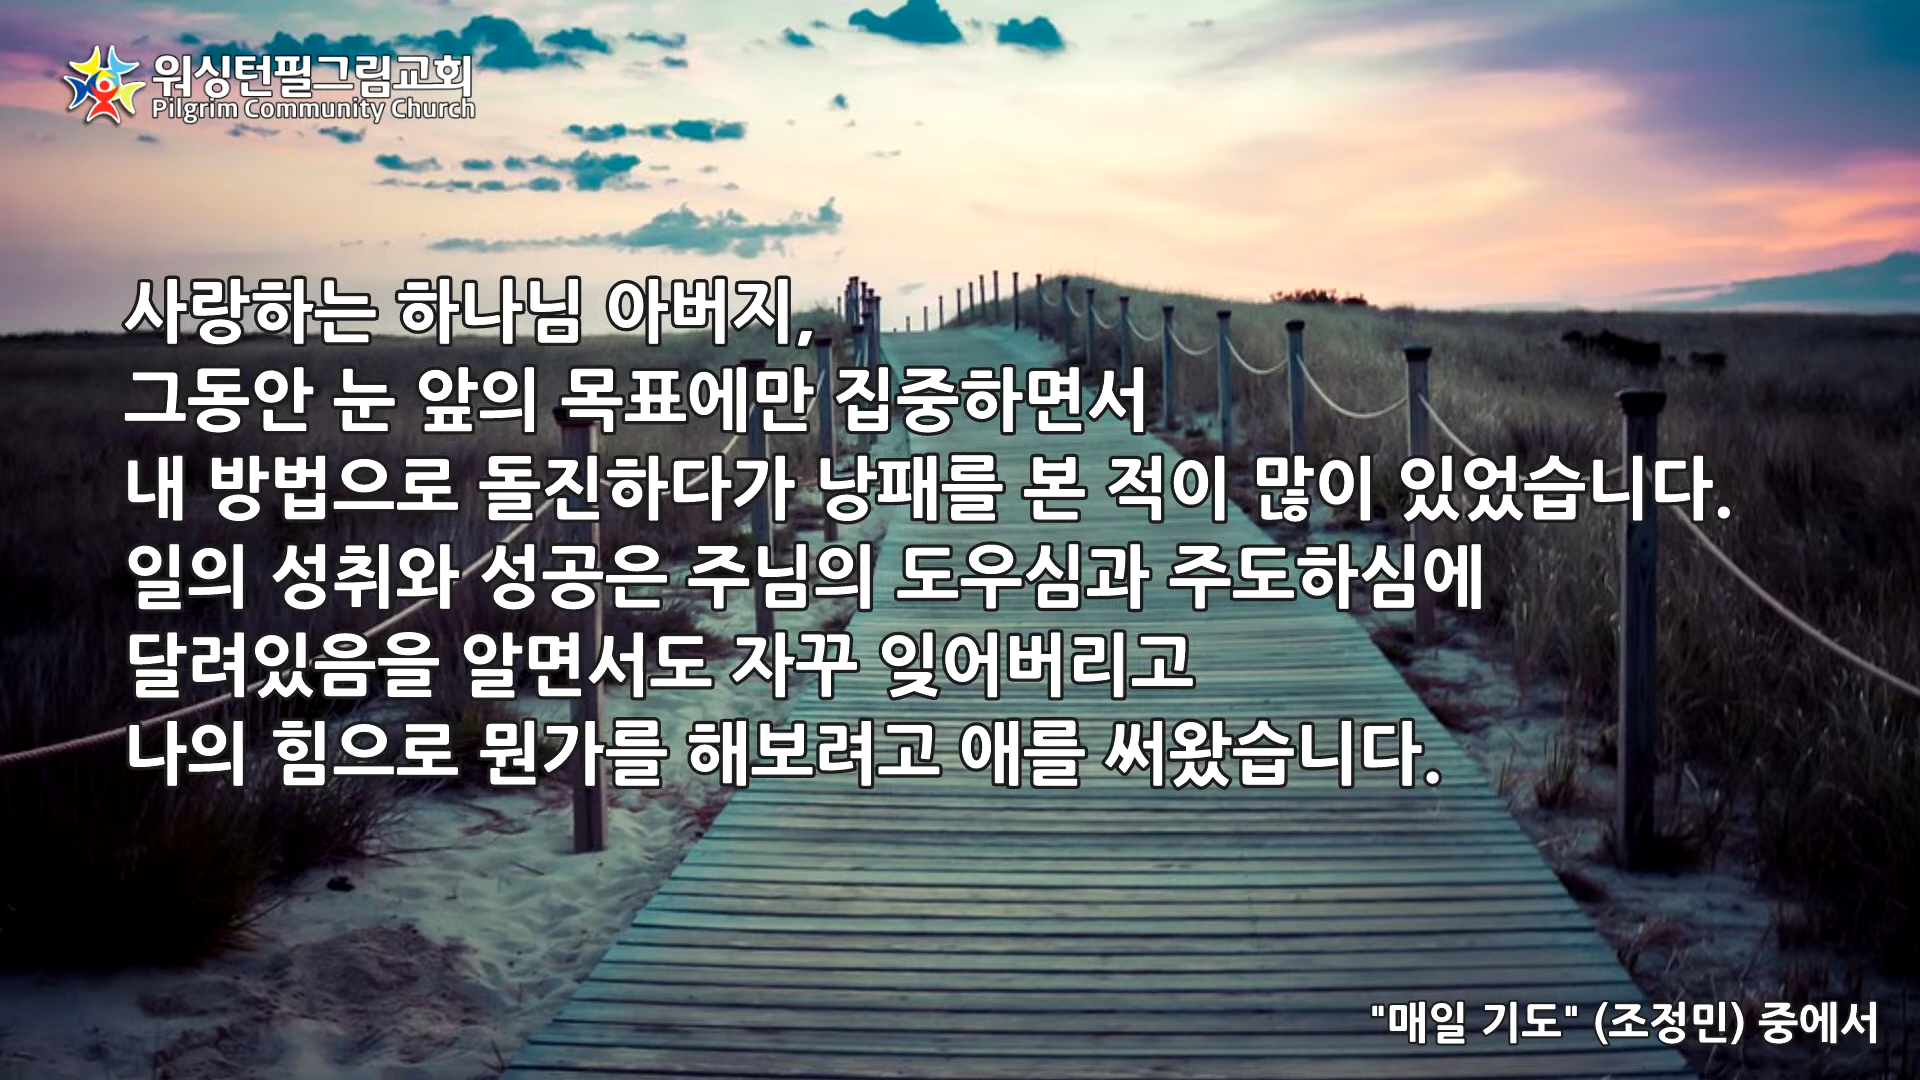 워싱턴필그림교회
Pilgrim Community Church
사랑하는 하나님 아버지,
그동안 눈 앞의 목표에만 집중하면서
내 방법으로 돌진하다가 낭패를 본 적이 많이 있었습니다.
일의 성취와 성공은 주님의 도우심과 주도하심에
달려있음을 알면서도 자꾸 잊어버리고
나의 힘으로 뭔가를 해보려고 애를 써왔습니다.
"매일 기도" (조정민) 중에서